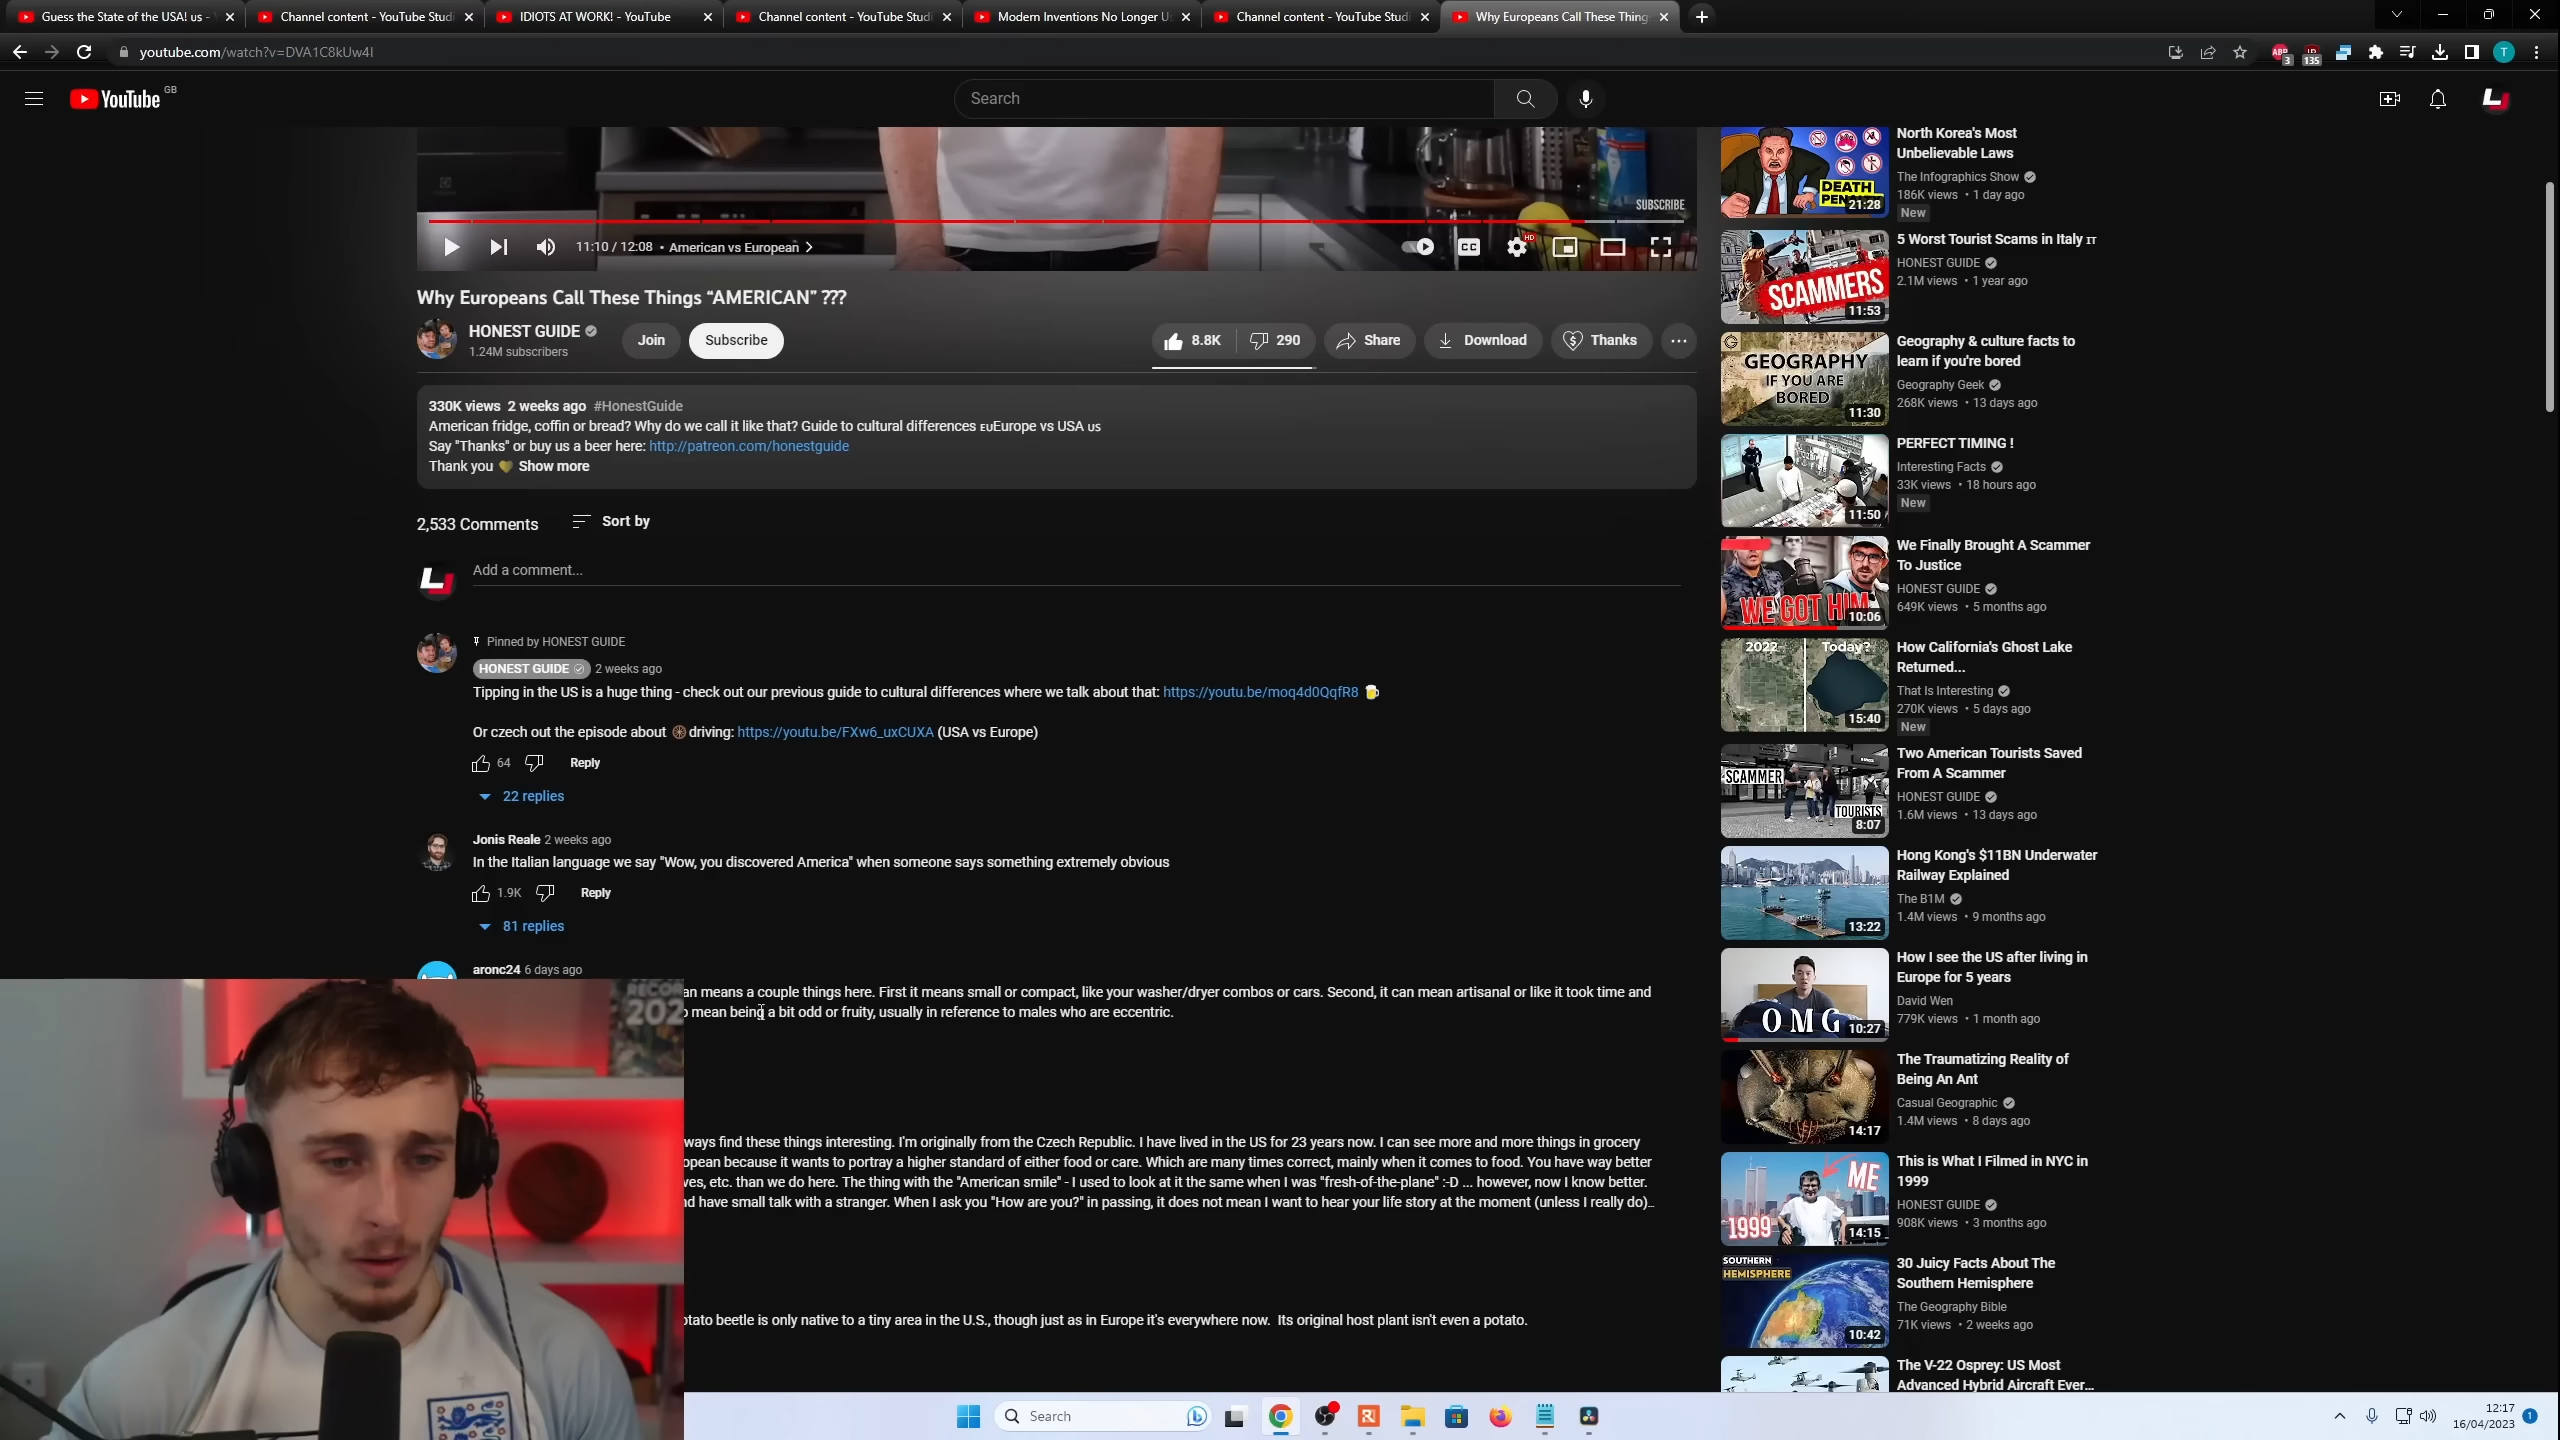 Guess the State of the USA! us -
Channel content - YouTube Studi
IDIOTS AT WORK! - YouTube
Channel content - YouTube Studi
Modern Inventions No Longer U
Channel content - YouTube Studi
Why Europeans Call These Thing
youtube.com/watch?v=DVA1C8kUw4I
ABP
3
135
T
YouTube
GB
Search
SUBSCRIBE
11:10 / 12:08 • American vs European >
CC
HD
Why Europeans Call These Things “AMERICAN” ???
HONEST GUIDE
1.24M subscribers
Join
Subscribe
8.8K
290
Share
Download
Thanks
330K views 2 weeks ago #HonestGuide
American fridge, coffin or bread? Why do we call it like that? Guide to cultural differences EUEurope vs USA US
Say "Thanks" or buy us a beer here: http://patreon.com/honestguide
Thank you Show more
2,533 Comments
Sort by
Add a comment...
Pinned by HONEST GUIDE
HONEST GUIDE 2 weeks ago
Tipping in the US is a huge thing - check out our previous guide to cultural differences where we talk about that: https://youtu.be/moq4d0QqfR8
Or czech out the episode about driving: https://youtu.be/FXw6_uxCUXA (USA vs Europe)
64
Reply
22 replies
Jonis Reale 2 weeks ago
In the Italian language we say "Wow, you discovered America" when someone says something extremely obvious
1.9K
Reply
81 replies
aronc24 6 days ago
an means a couple things here. First it means small or compact, like your washer/dryer combos or cars. Second, it can mean artisanal or like it took time and
o mean being a bit odd or fruity, usually in reference to males who are eccentric.
ways find these things interesting. I'm originally from the Czech Republic. I have lived in the US for 23 years now. I can see more and more things in grocery
opean because it wants to portray a higher standard of either food or care. Which are many times correct, mainly when it comes to food. You have way better
ves, etc. than we do here. The thing with the "American smile" - I used to look at it the same when I was "fresh-of-the-plane" :-D ... however, now I know better.
nd have small talk with a stranger. When I ask you "How are you?" in passing, it does not mean I want to hear your life story at the moment (unless I really do)...
otato beetle is only native to a tiny area in the U.S., though just as in Europe it's everywhere now. Its original host plant isn't even a potato.
DEATH
21:28
North Korea's Most
Unbelievable Laws
The Infographics Show
186K views • 1 day ago
New
SCAMMERS
11:53
5 Worst Tourist Scams in Italy IT
HONEST GUIDE
2.1M views • 1 year ago
GEOGRAPHY
IF YOU ARE
BORED
11:30
Geography & culture facts to
learn if you're bored
Geography Geek
268K views • 13 days ago
11:50
PERFECT TIMING !
Interesting Facts
33K views • 18 hours ago
New
WE GOT HIM
10:06
We Finally Brought A Scammer
To Justice
HONEST GUIDE
649K views • 5 months ago
2022
Today?
15:40
How California's Ghost Lake
Returned...
That Is Interesting
270K views • 5 days ago
New
SCAMMER
TOURISTS
8:07
Two American Tourists Saved
From A Scammer
HONEST GUIDE
1.6M views • 13 days ago
13:22
Hong Kong's $11BN Underwater
Railway Explained
The B1M
1.4M views • 9 months ago
OMG
10:27
How I see the US after living in
Europe for 5 years
David Wen
779K views • 1 month ago
14:17
The Traumatizing Reality of
Being An Ant
Casual Geographic
1.4M views • 8 days ago
ME
1999
14:15
This is What I Filmed in NYC in
1999
HONEST GUIDE
908K views • 3 months ago
SOUTHERN
HEMISPHERE
10:42
30 Juicy Facts About The
Southern Hemisphere
The Geography Bible
71K views • 2 weeks ago
The V-22 Osprey: US Most
Advanced Hybrid Aircraft Ever...
Search
12:17
16/04/2023
1